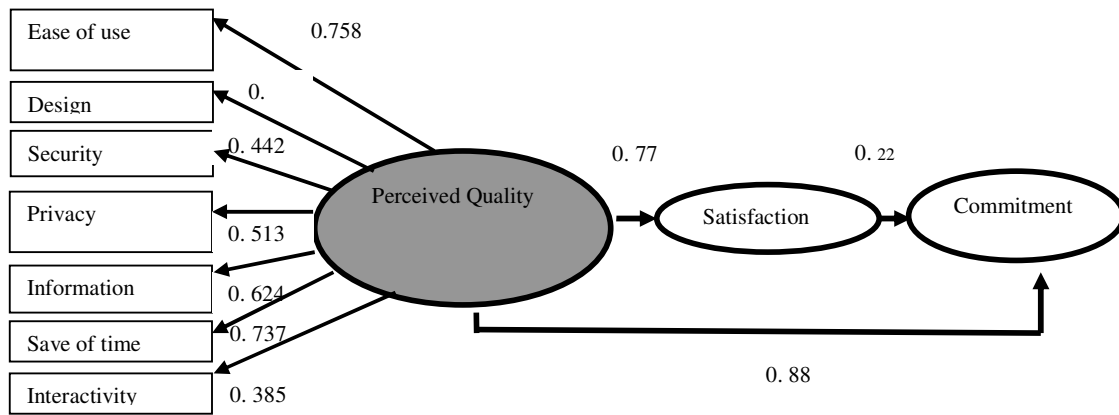 Ease of use
0.758
Design
0.
Security
0. 442
Perceived Quality
0. 77
0. 22
Privacy
0. 513
Satisfaction
Commitment
Information
0. 624
Save of time
0. 737
Interactivity
0. 385
0. 88